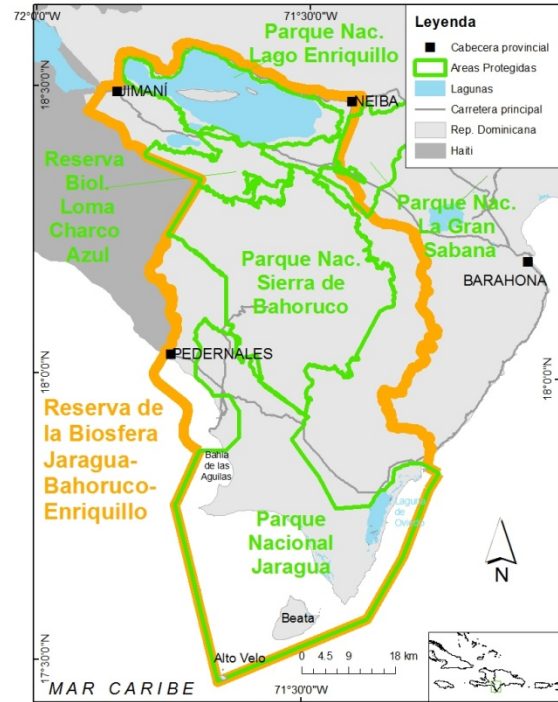 72°0'0"O
71°30'0"O
Parque Nac.
Lago Enriquillo
Leyenda
Cabecera provincial
Areas Protegidas
Lagunas
Carretera principal
Rep. Dominicana
Haiti
18°30'0"N
JIMANÍ
NEIBA
Reserva
Biol.
Loma
Charco
Azul
Parque Nac.
La Gran
Sabana
Parque Nac.
Sierra de
Bahoruco
BARAHONA
PEDERNALES
18°0'0"N
18°0'0"N
Reserva de
la Biosfera
Jaragua-
Bahoruco-
Enriquillo
Bahía
de las
Aguilas
Laguna
de
Oviedo
Parque
Nacional
Jaragua
N
Beata
Alto Velo
0 4.5 9 18 km
17°30'0"N
MAR CARIBE
71°30'0"O